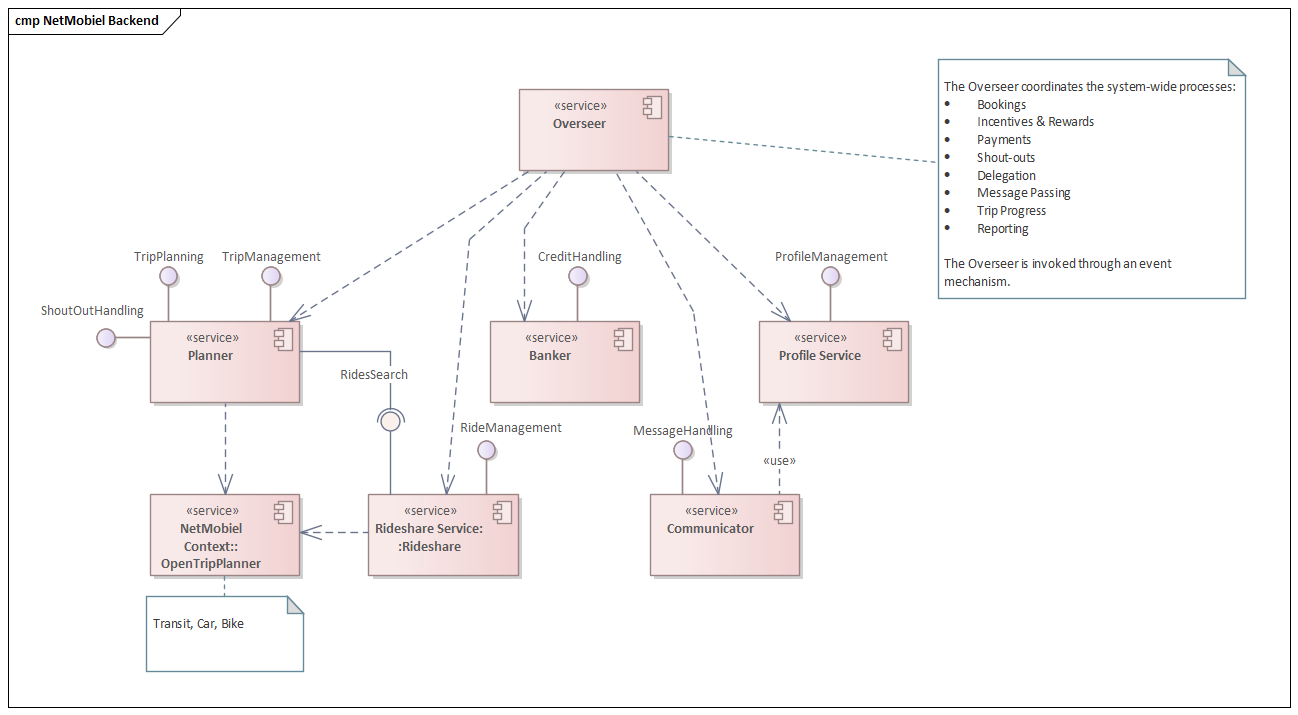 cmp NetMobiel Backend
«service»
Overseer
The Overseer coordinates the system-wide processes:
• Bookings
• Incentives & Rewards
• Payments
• Shout-outs
• Delegation
• Message Passing
• Trip Progress
• Reporting
The Overseer is invoked through an event
mechanism.
TripPlanning
TripManagement
CreditHandling
ProfileManagement
ShoutOutHandling
«service»
Planner
«service»
Banker
«service»
Profile Service
RidesSearch
RideManagement
MessageHandling
«use»
«service»
NetMobiel
Context::
OpenTripPlanner
«service»
Rideshare Service:
:Rideshare
«service»
Communicator
Transit, Car, Bike